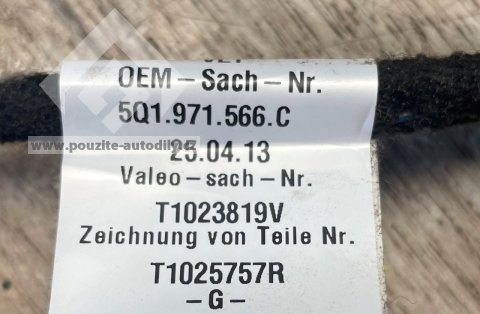 OEM-Sach-Nr.
5Q1.971.566.C
www.pouzite-autodily.cz
25.04.13
Valeo-sach-Nr.
T1023819V
Zeichnung von Teile Nr.
T1025757R
-G-